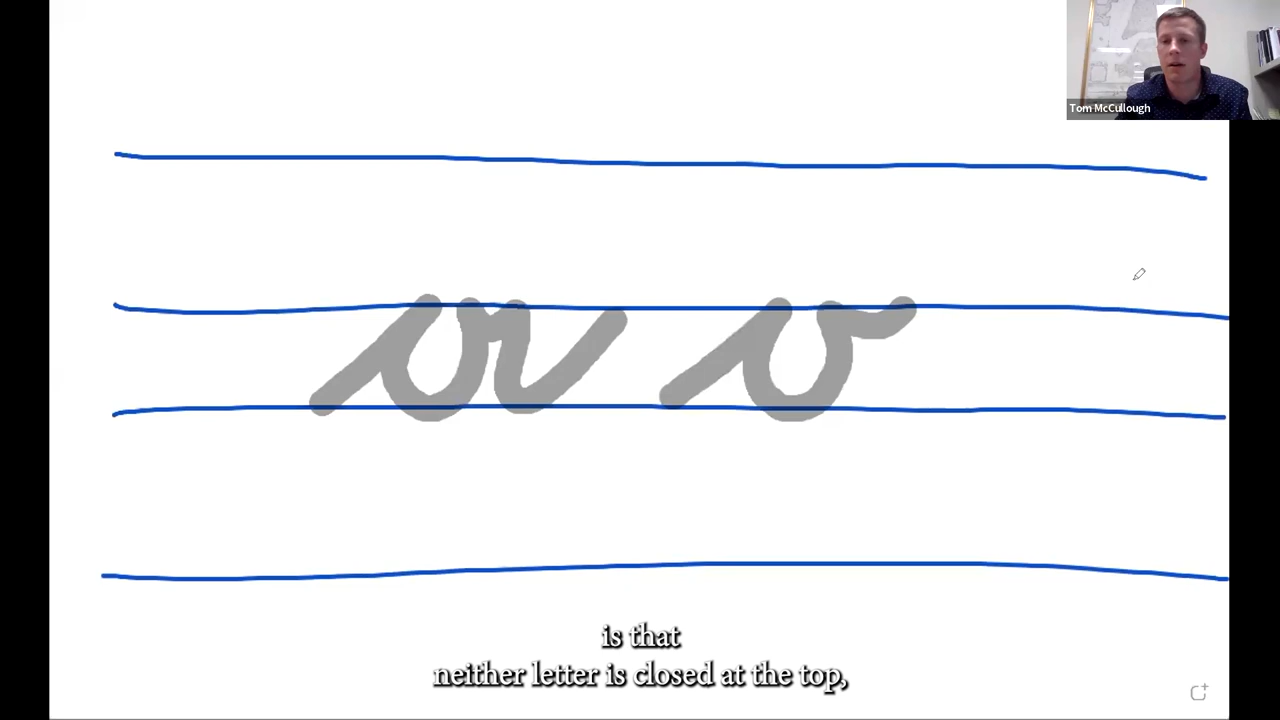 Tom McCullough
a o
is that
neither letter is closed at the top,